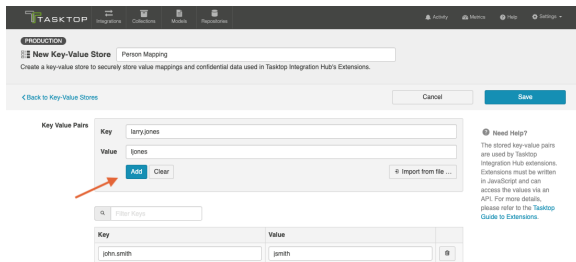 TASKTOP
Integrations Collections Models Repositories
Activity Metrics Help Settings
PRODUCTION
New Key-Value Store Person Mapping
Create a key-value store to securely store value mappings and confidential data used in Tasktop Integration Hub's Extensions.
Back to Key-Value Stores
Cancel Save
Key Value Pairs
Key larry.jones
Value ljones
Add Clear Import from file ...
Filter Keys
Key Value
john.smith jsmith
Need Help?
The stored key-value pairs
are used by Tasktop
Integration Hub extensions.
Extensions must be written
in JavaScript and can
access the values via an
API. For more details,
please refer to the Tasktop
Guide to Extensions.